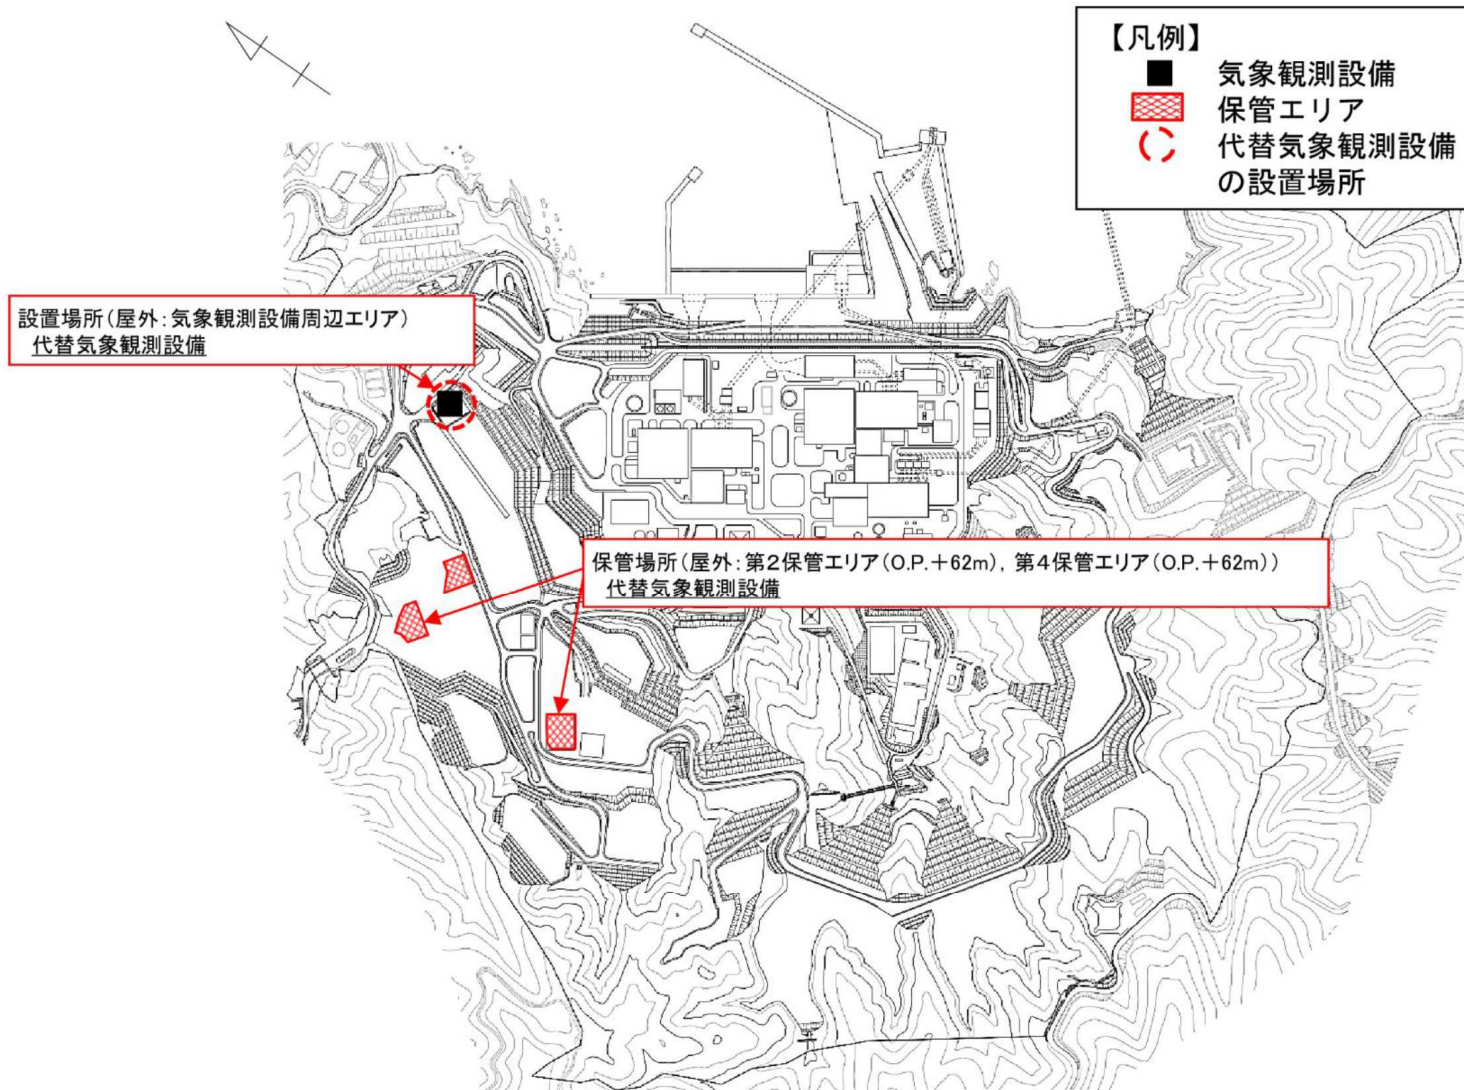 【凡例】
気象観測設備
保管エリア
代替気象観測設備
の設置場所
設置場所(屋外:気象観測設備周辺エリア)
代替気象観測設備
保管場所(屋外:第2保管エリア(O.P.+62m),第4保管エリア(O.P.+62m))
代替気象観測設備